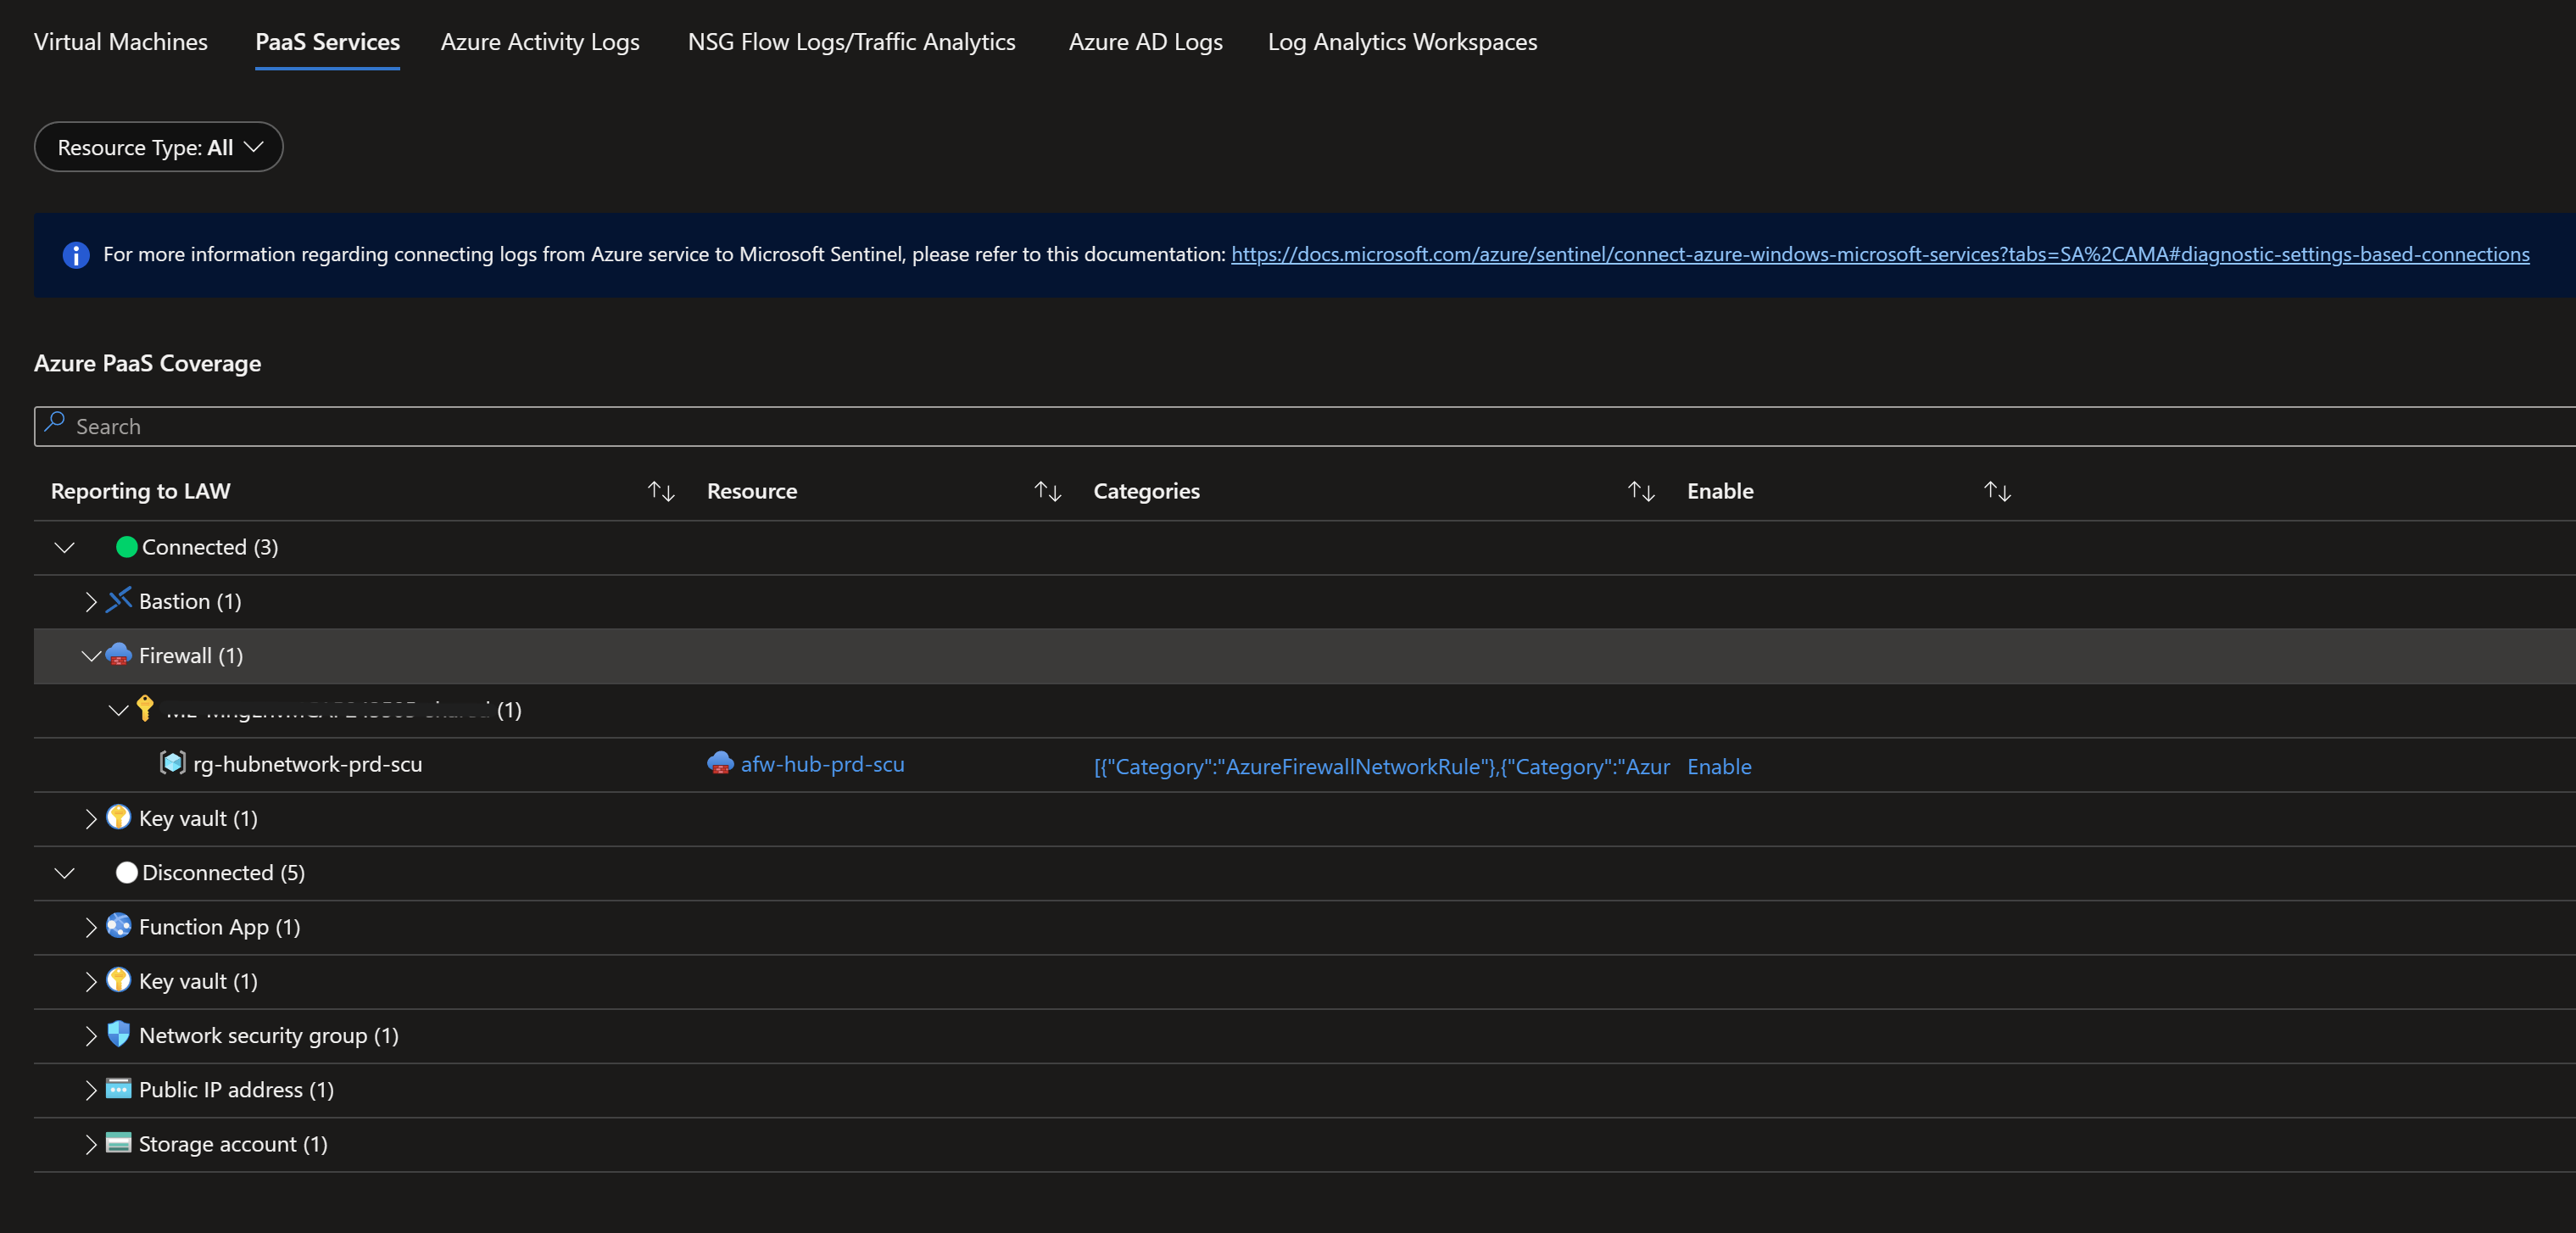 Virtual Machines PaaS Services Azure Activity Logs NSG Flow Logs/Traffic Analytics Azure AD Logs Log Analytics Workspaces
Resource Type: All
For more information regarding connecting logs from Azure service to Microsoft Sentinel, please refer to this documentation: https://docs.microsoft.com/azure/sentinel/connect-azure-windows-microsoft-services?tabs=SA%2CAMA#diagnostic-settings-based-connections
Azure PaaS Coverage
Search
Reporting to LAW Resource Categories Enable
Connected (3)
Bastion (1)
Firewall (1)
(1)
rg-hubnetwork-prd-scu afw-hub-prd-scu [{"Category":"AzureFirewallNetworkRule"},{"Category":"Azur Enable
Key vault (1)
Disconnected (5)
Function App (1)
Key vault (1)
Network security group (1)
Public IP address (1)
Storage account (1)